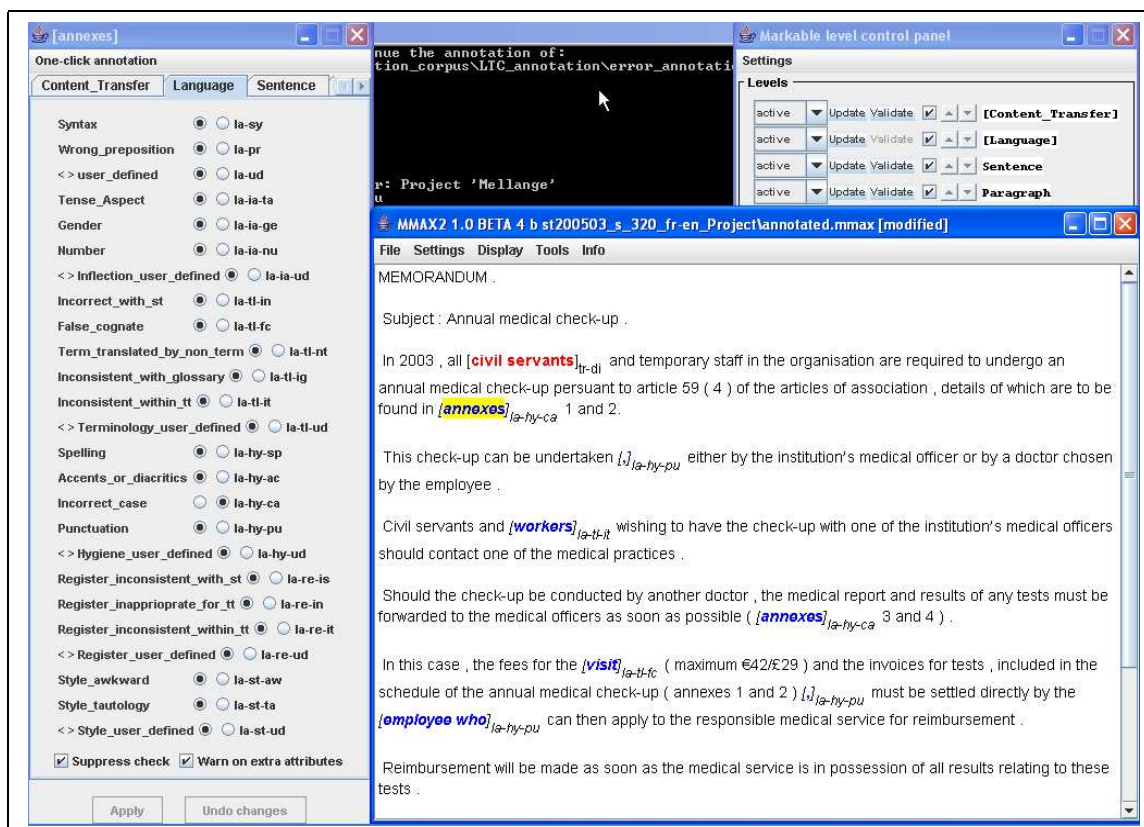 [annexes]
One-click annotation
Content_Transfer Language Sentence
Syntax la-sy
Wrong_preposition la-pr
<> user_defined la-ud
Tense_Aspect la-ia-ta
Gender la-ia-ge
Number la-ia-nu
<> Inflection_user_defined la-ia-ud
Incorrect_with_st la-tl-in
False_cognate la-tl-fc
Term_translated_by_non_term la-tl-nt
Inconsistent_with_glossary la-tl-ig
Inconsistent_within_tt la-tl-it
<> Terminology_user_defined la-tl-ud
Spelling la-hy-sp
Accents_or_diacritics la-hy-ac
Incorrect_case la-hy-ca
Punctuation la-hy-pu
<> Hygiene_user_defined la-hy-ud
Register_inconsistent_with_st la-re-is
Register_inapprioprate_for_tt la-re-in
Register_inconsistent_within_tt la-re-it
<> Register_user_defined la-re-ud
Style_awkward la-st-aw
Style_tautology la-st-ta
<> Style_user_defined la-st-ud
Suppress check Warn on extra attributes
Apply Undo changes
nue the annotation of:
tion_corpus\LTC_annotation\error_annotati
r: Project 'Mellange'
u
Markable level control panel
Settings
Levels
active Update Validate [Content_Transfer]
active Update Validate [Language]
active Update Validate Sentence
active Update Validate Paragraph
MMAX2 1.0 BETA 4 b st200503_s_320_fr-en_Project\annotated.mmax [modified]
File Settings Display Tools Info
MEMORANDUM .
Subject : Annual medical check-up .
In 2003 , all [civil servants]tr-di and temporary staff in the organisation are required to undergo an
annual medical check-up persuant to article 59 ( 4 ) of the articles of association , details of which are to be
found in [annexes]la-hy-ca 1 and 2.
This check-up can be undertaken [,]la-hy-pu either by the institution's medical officer or by a doctor chosen
by the employee .
Civil servants and [workers]la-tl-it wishing to have the check-up with one of the institution's medical officers
should contact one of the medical practices .
Should the check-up be conducted by another doctor , the medical report and results of any tests must be
forwarded to the medical officers as soon as possible ( [annexes]la-hy-ca 3 and 4 ) .
In this case , the fees for the [visit]la-tl-fc ( maximum €42/£29 ) and the invoices for tests , included in the
schedule of the annual medical check-up ( annexes 1 and 2 ) [,]la-hy-pu must be settled directly by the
[employee who]la-hy-pu can then apply to the responsible medical service for reimbursement .
Reimbursement will be made as soon as the medical service is in possession of all results relating to these
tests .